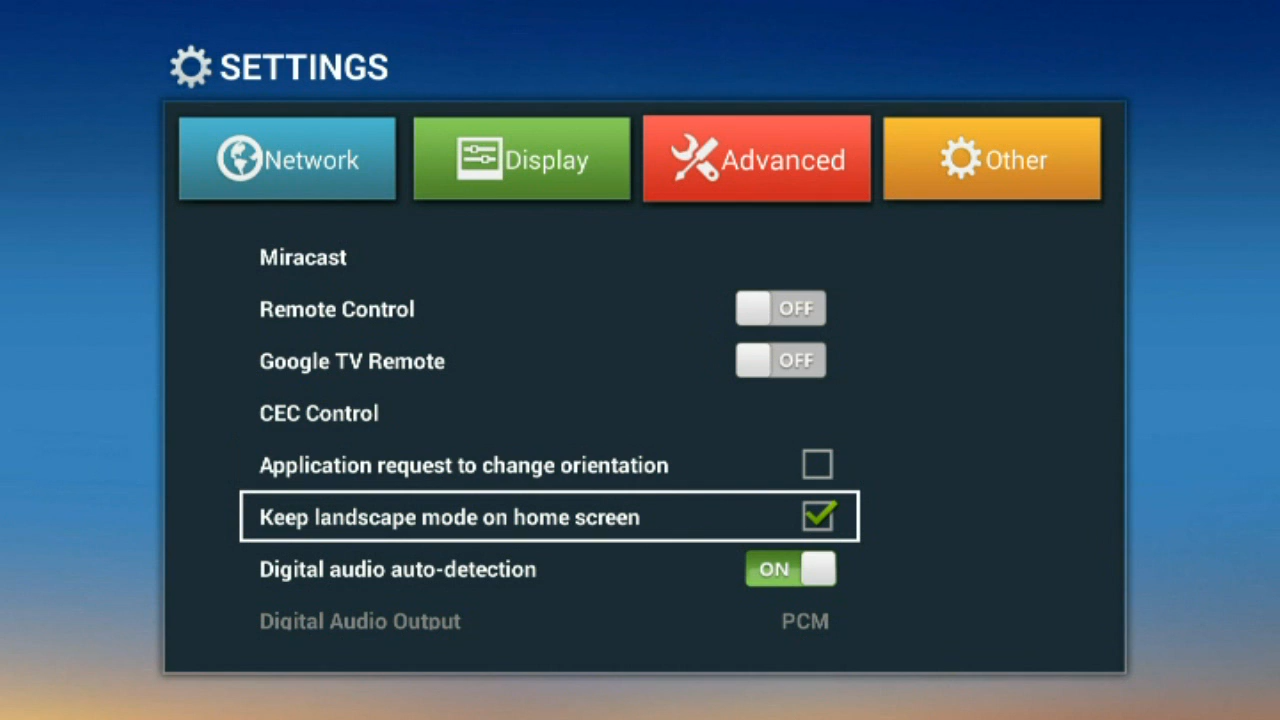 SETTINGS
Network Display Advanced Other
Miracast
Remote Control OFF
Google TV Remote OFF
CEC Control
Application request to change orientation
Keep landscape mode on home screen
Digital audio auto-detection ON
Digital Audio Output PCM